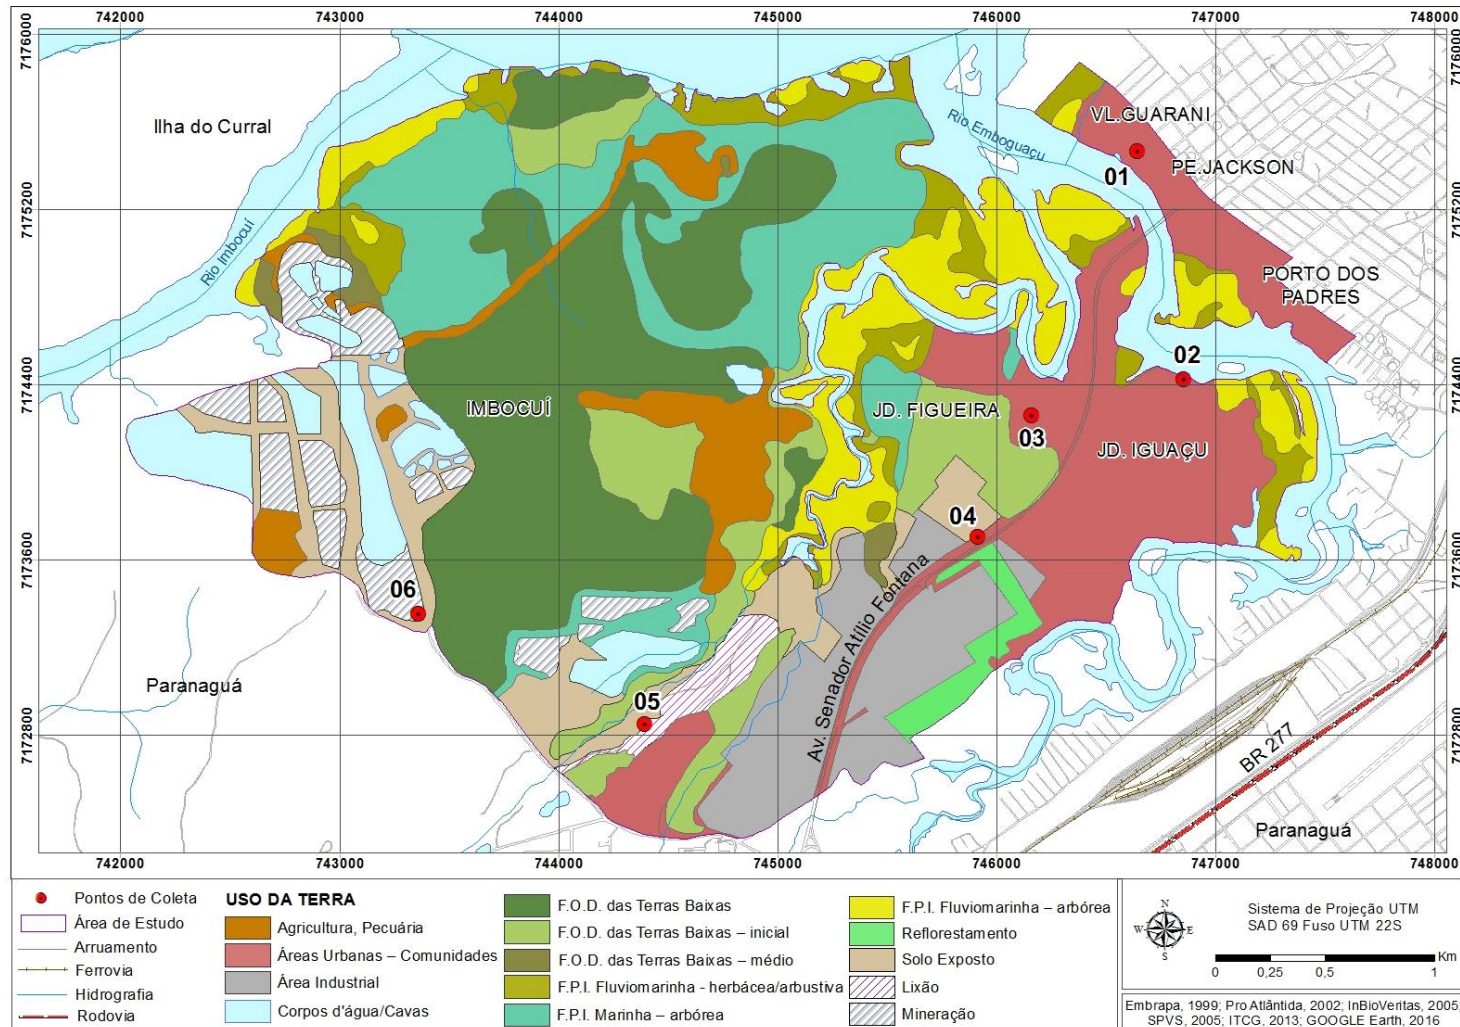 742000 743000 744000 745000 746000 747000 748000
7176000 7176000
VL.GUARANI
Ilha do Curral
Rio Emboguaçu
PE.JACKSON
01
7175200 7175200
Rio Imbocuí
PORTO DOS
PADRES
02
7174400 7174400
IMBOCUÍ
JD. FIGUEIRA
03
JD. IGUAÇU
04
7173600 7173600
06
Av. Senador Atílio Fontana
Paranaguá
05
7172800 7172800
BR 277
Paranaguá
742000 743000 744000 745000 746000 747000 748000
Pontos de Coleta
Área de Estudo
Arruamento
Ferrovia
Hidrografia
Rodovia
USO DA TERRA
Agricultura, Pecuária
Áreas Urbanas – Comunidades
Área Industrial
Corpos d'água/Cavas
F.O.D. das Terras Baixas
F.O.D. das Terras Baixas – inicial
F.O.D. das Terras Baixas – médio
F.P.I. Fluviomarinha - herbácea/arbustiva
F.P.I. Marinha – arbórea
F.P.I. Fluviomarinha – arbórea
Reflorestamento
Solo Exposto
Lixão
Mineração
N
W E
S
Sistema de Projeção UTM
SAD 69 Fuso UTM 22S
Km
0 0,25 0,5 1
Embrapa, 1999; Pro Atlântida, 2002; InBioVeritas, 2005;
SPVS, 2005; ITCG, 2013; GOOGLE Earth, 2016